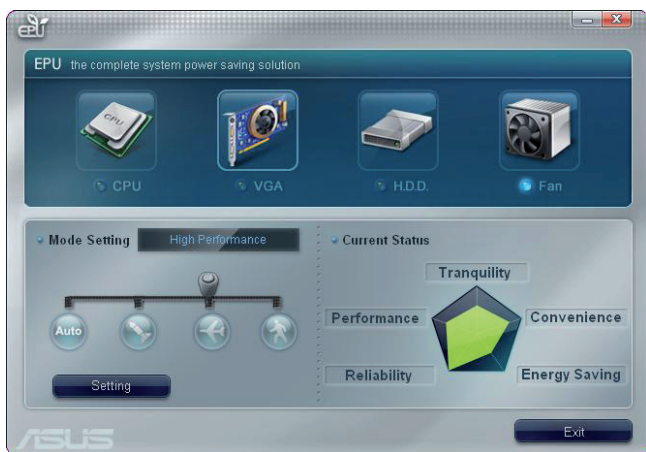 EPU
EPU the complete system power saving solution
CPU
CPU
VGA
H.D.D.
Fan
Mode Setting
High Performance
Auto
Setting
Current Status
Tranquility
Performance
Convenience
Reliability
Energy Saving
ASUS
Exit